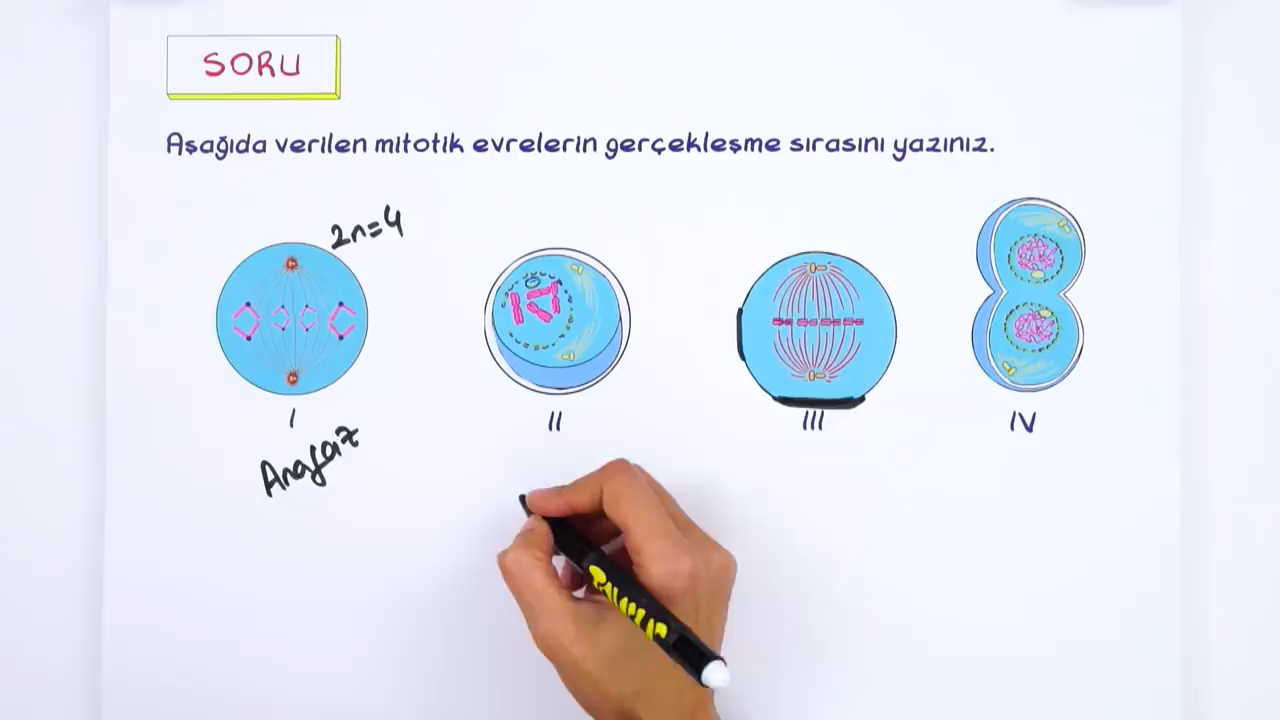 SORU
Aşağıda verilen mitotik evrelerin gerçekleşme sırasını yazınız.
2n=4
I
II
III
IV
Anafaz